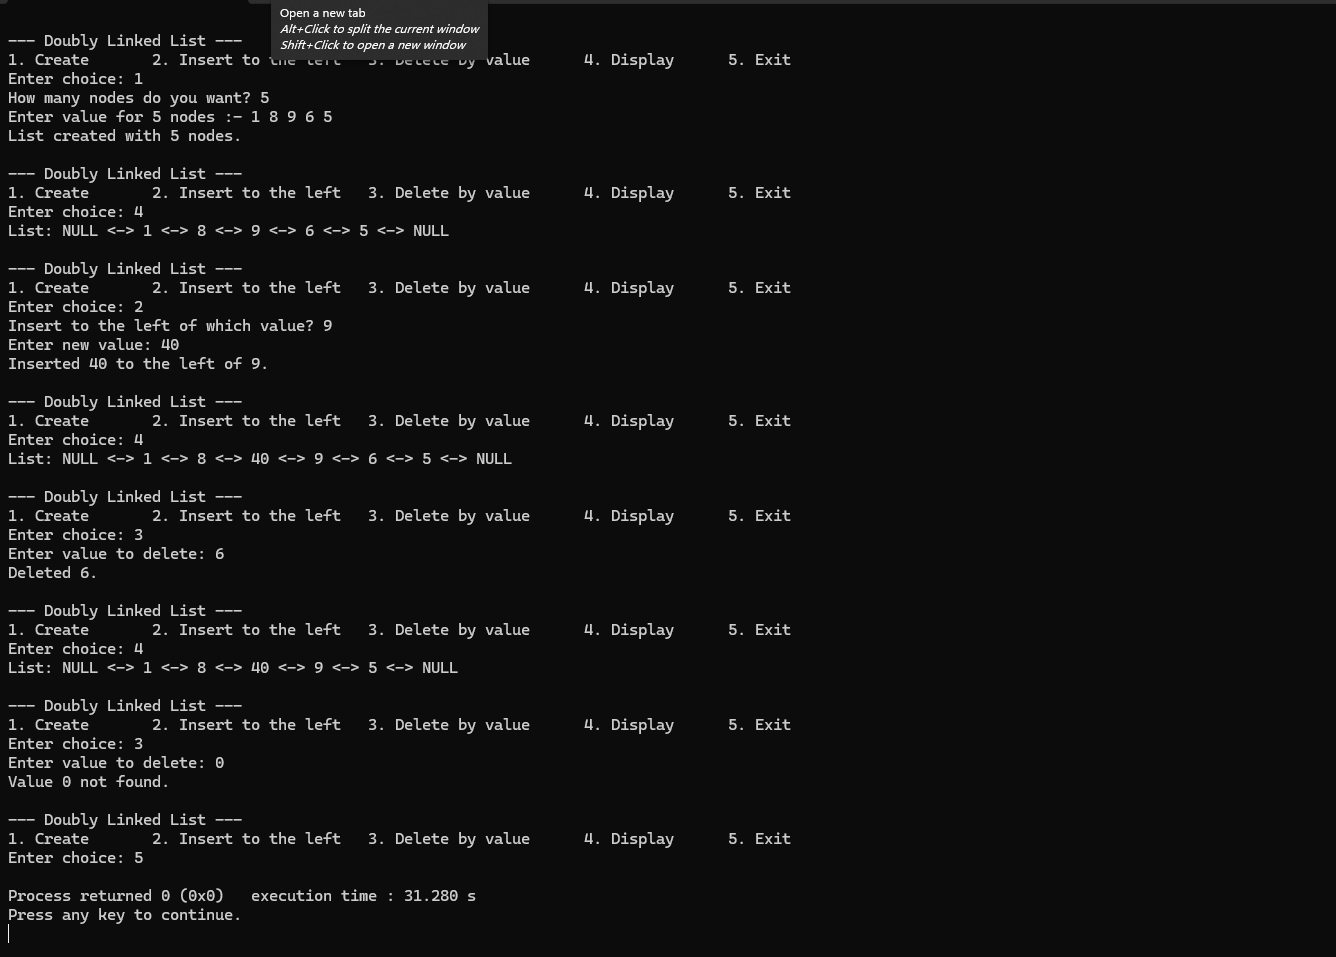 Open a new tab
Alt+Click to split the current window
Shift+Click to open a new window
--- Doubly Linked List ---
1. Create       2. Insert to the left   3. Delete by value      4. Display      5. Exit
Enter choice: 1
How many nodes do you want? 5
Enter value for 5 nodes :- 1 8 9 6 5
List created with 5 nodes.
--- Doubly Linked List ---
1. Create       2. Insert to the left   3. Delete by value      4. Display      5. Exit
Enter choice: 4
List: NULL <-> 1 <-> 8 <-> 9 <-> 6 <-> 5 <-> NULL
--- Doubly Linked List ---
1. Create       2. Insert to the left   3. Delete by value      4. Display      5. Exit
Enter choice: 2
Insert to the left of which value? 9
Enter new value: 40
Inserted 40 to the left of 9.
--- Doubly Linked List ---
1. Create       2. Insert to the left   3. Delete by value      4. Display      5. Exit
Enter choice: 4
List: NULL <-> 1 <-> 8 <-> 40 <-> 9 <-> 6 <-> 5 <-> NULL
--- Doubly Linked List ---
1. Create       2. Insert to the left   3. Delete by value      4. Display      5. Exit
Enter choice: 3
Enter value to delete: 6
Deleted 6.
--- Doubly Linked List ---
1. Create       2. Insert to the left   3. Delete by value      4. Display      5. Exit
Enter choice: 4
List: NULL <-> 1 <-> 8 <-> 40 <-> 9 <-> 5 <-> NULL
--- Doubly Linked List ---
1. Create       2. Insert to the left   3. Delete by value      4. Display      5. Exit
Enter choice: 3
Enter value to delete: 0
Value 0 not found.
--- Doubly Linked List ---
1. Create       2. Insert to the left   3. Delete by value      4. Display      5. Exit
Enter choice: 5
Process returned 0 (0x0)   execution time : 31.280 s
Press any key to continue.